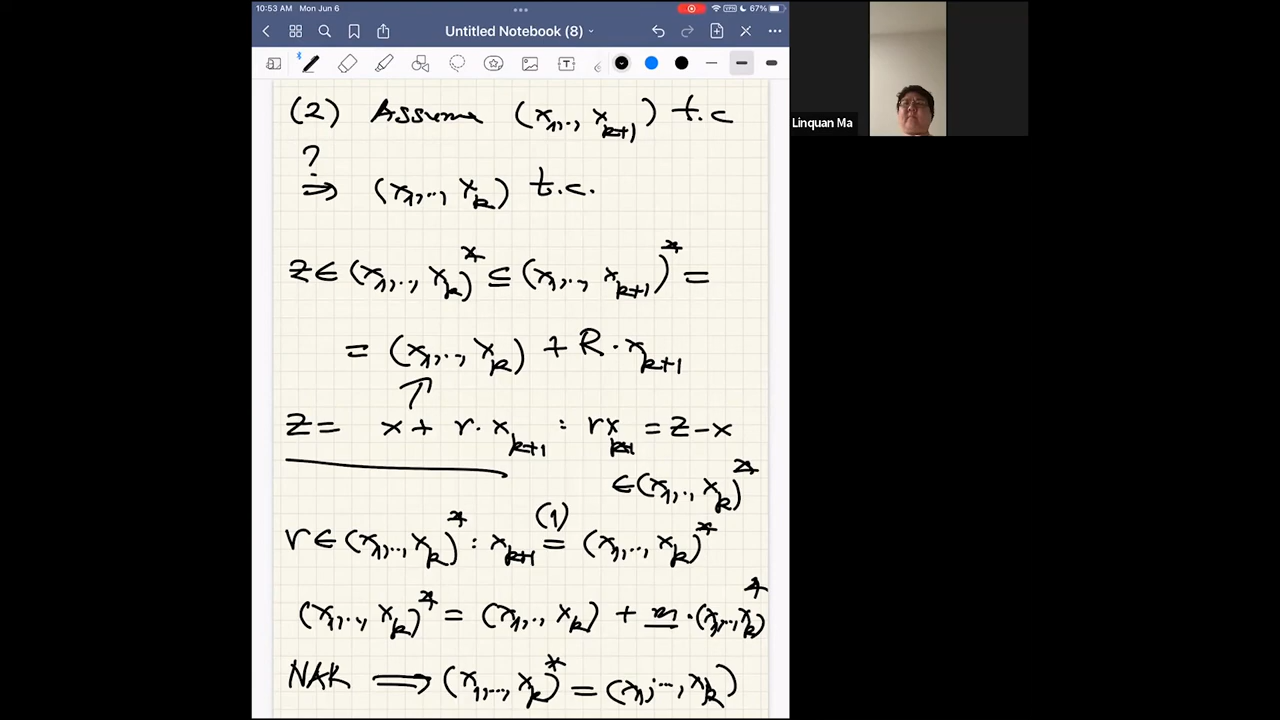 10:53 AM Mon Jun 6
67%
Untitled Notebook (8)
Linquan Ma
(2) Assume (x₁,.., xₖ₊₁) t.c
? ⇒ (x₁,.., xₖ) t.c.
z ∈ (x₁,.., xₖ)* ⊆ (x₁,.., xₖ₊₁)* =
= (x₁,.., xₖ) + R · xₖ₊₁
z = x + r · xₖ₊₁ : r xₖ₊₁ = z - x
∈ (x₁,.., xₖ)*
(1)
r ∈ (x₁,.., xₖ)* : xₖ₊₁ = (x₁,.., xₖ)*
(x₁,.., xₖ)* = (x₁,.., xₖ) + m · (x₁,.., xₖ)*
NAK ⟹ (x₁,.., xₖ)* = (x₁,..., xₖ)